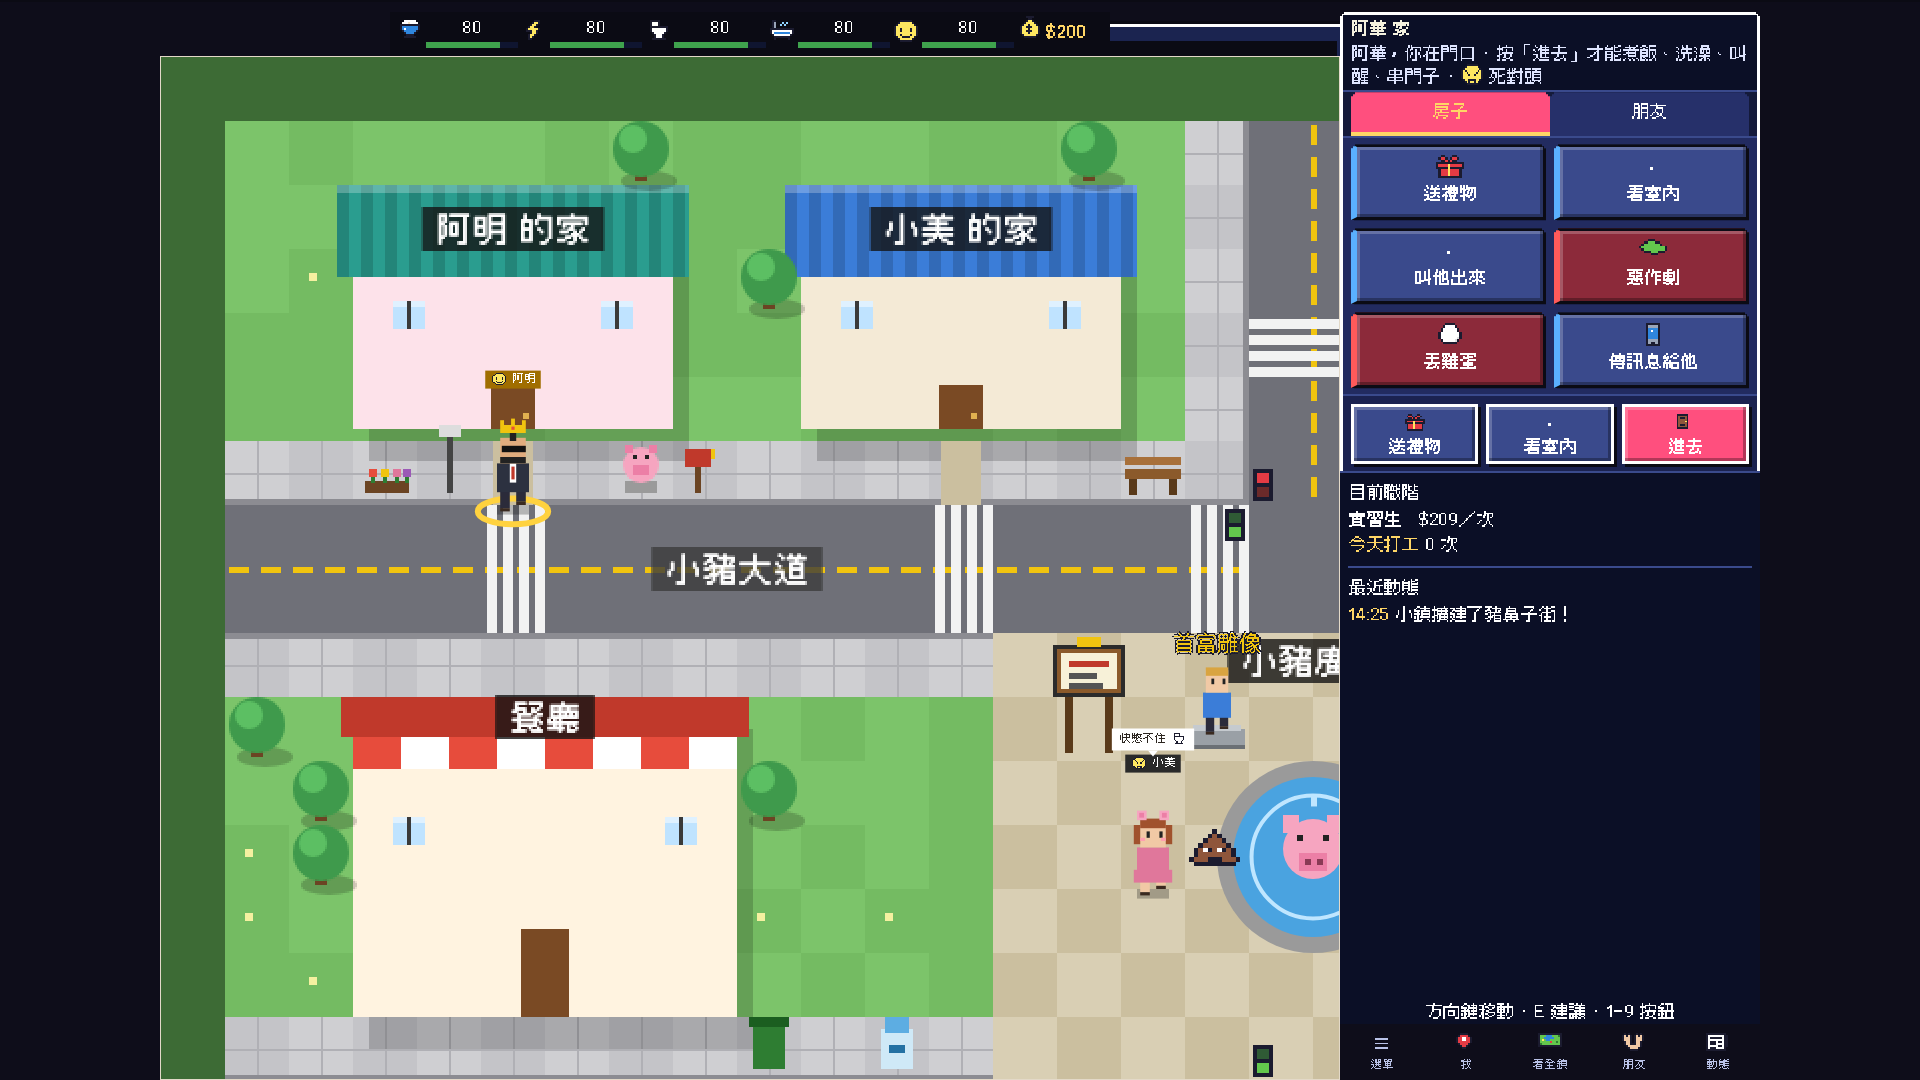 80 80 80 80 80 $200
阿華 家
阿華，你在門口．按「進去」才能煮飯、洗澡、叫
醒、串門子． 死對頭
房子 朋友
送禮物 看室內
叫他出來 惡作劇
丟雞蛋 傳訊息給他
送禮物 看室內 進去
目前職階
實習生 $209／次
今天打工 0 次
最近動態
14:25 小鎮擴建了豬鼻子街！
方向鍵移動．E 建議．1-9 按鈕
選單 我 看全鎮 朋友 動態
阿明 的家
小美 的家
阿明
小豬大道
首富雕像
小豬
餐廳
快憋不住
小美